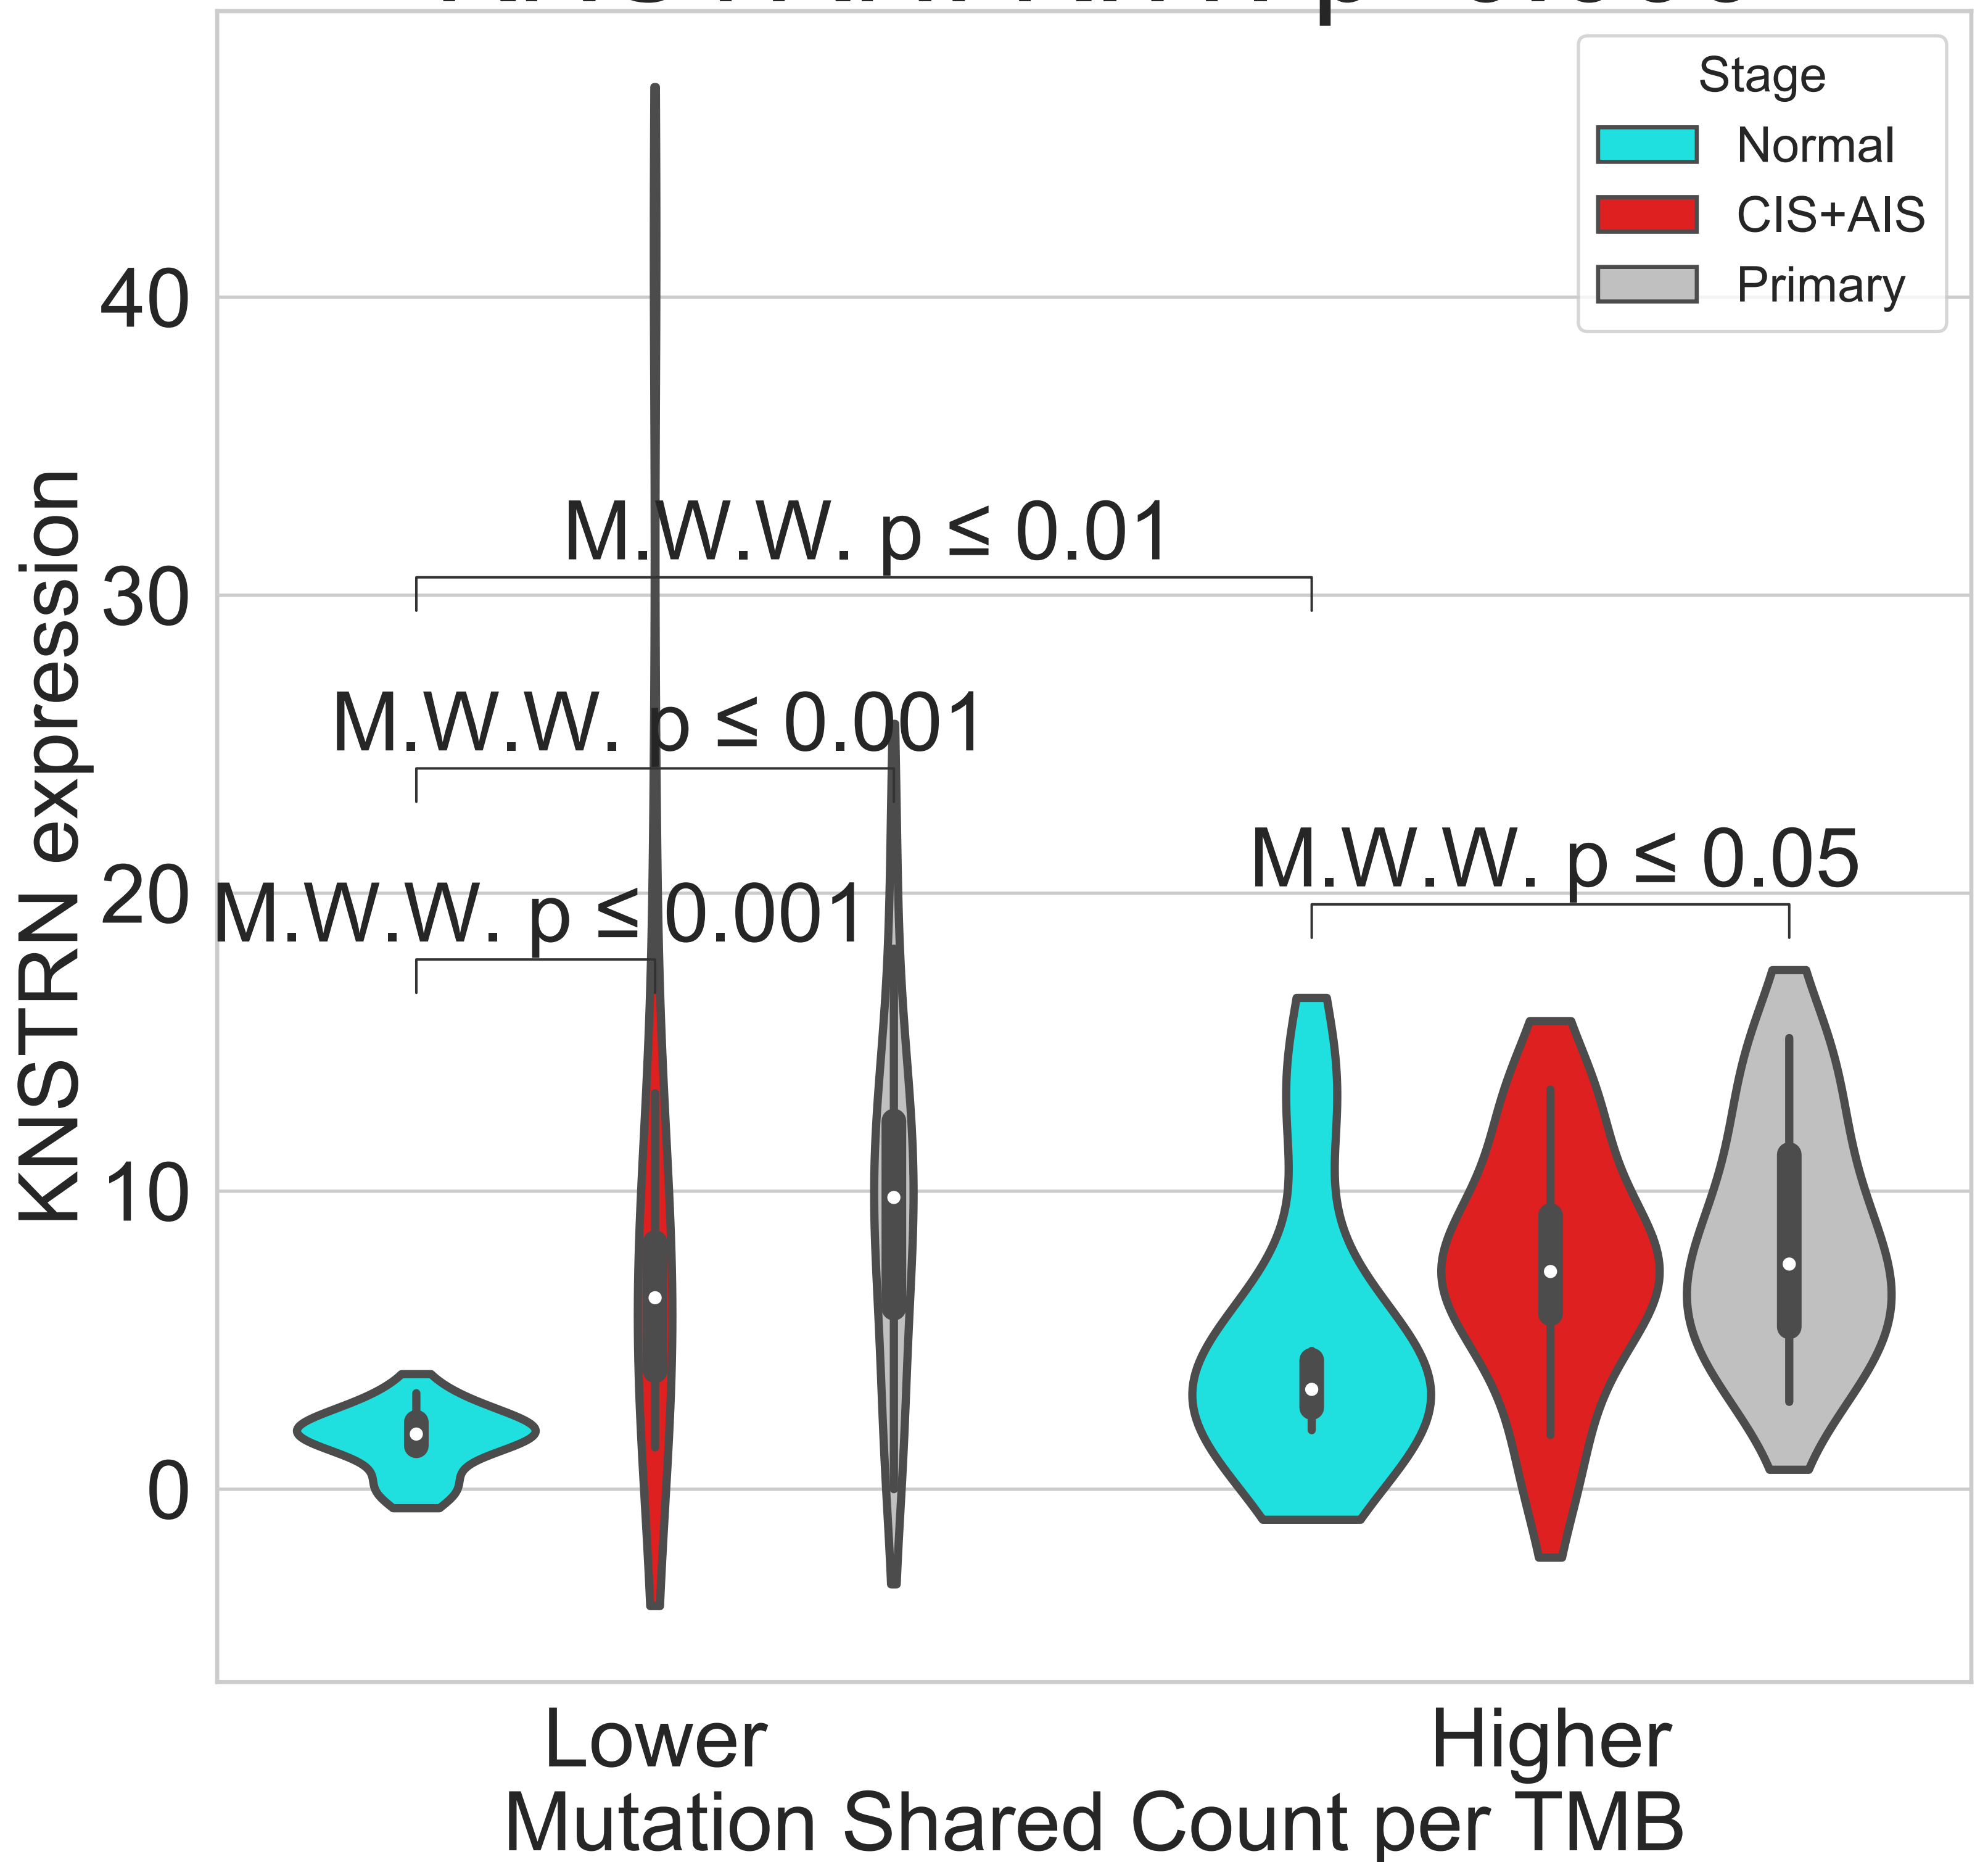 Stage
Normal
CIS+AIS
Primary
40
30
20
10
0
KNSTRN expression
M.W.W. p ≤ 0.01
M.W.W. p ≤ 0.001
M.W.W. p ≤ 0.001
M.W.W. p ≤ 0.05
Lower
Higher
Mutation Shared Count per TMB